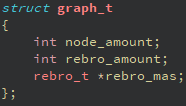 struct graph_t
{
    int node_amount;
    int rebro_amount;
    rebro_t *rebro_mas;
};